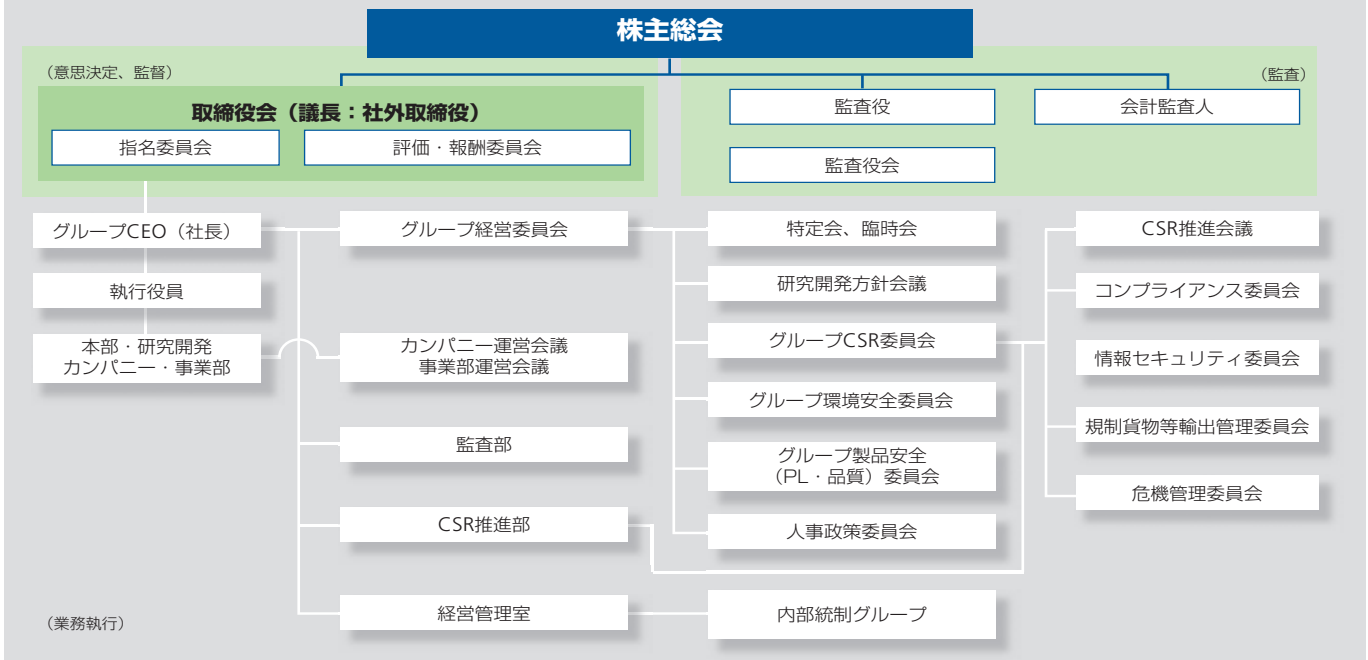 株主総会
（意思決定、監督）
（監査）
取締役会（議長：社外取締役）
指名委員会
評価・報酬委員会
監査役
会計監査人
監査役会
グループCEO（社長）
グループ経営委員会
特定会、臨時会
CSR推進会議
執行役員
研究開発方針会議
コンプライアンス委員会
本部・研究開発
カンパニー・事業部
カンパニー運営会議
事業部運営会議
グループCSR委員会
情報セキュリティ委員会
グループ環境安全委員会
規制貨物等輸出管理委員会
監査部
グループ製品安全
（PL・品質）委員会
危機管理委員会
CSR推進部
人事政策委員会
経営管理室
内部統制グループ
（業務執行）